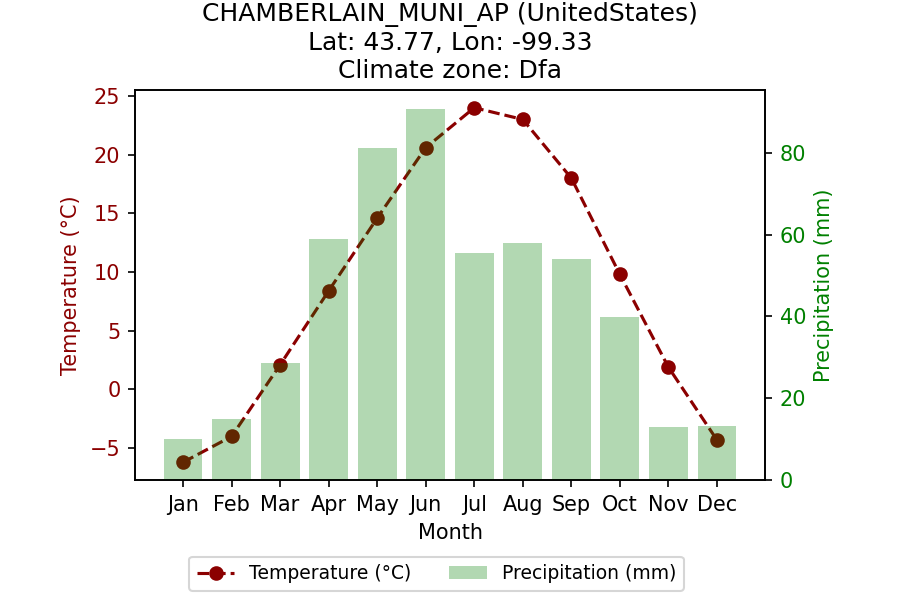 CHAMBERLAIN_MUNI_AP (UnitedStates)
Lat: 43.77, Lon: -99.33
Climate zone: Dfa
25
20
15
10
5
0
−5
Temperature (°C)
80
60
40
20
0
Precipitation (mm)
Jan Feb Mar Apr May Jun Jul Aug Sep Oct Nov Dec
Month
Temperature (°C) Precipitation (mm)